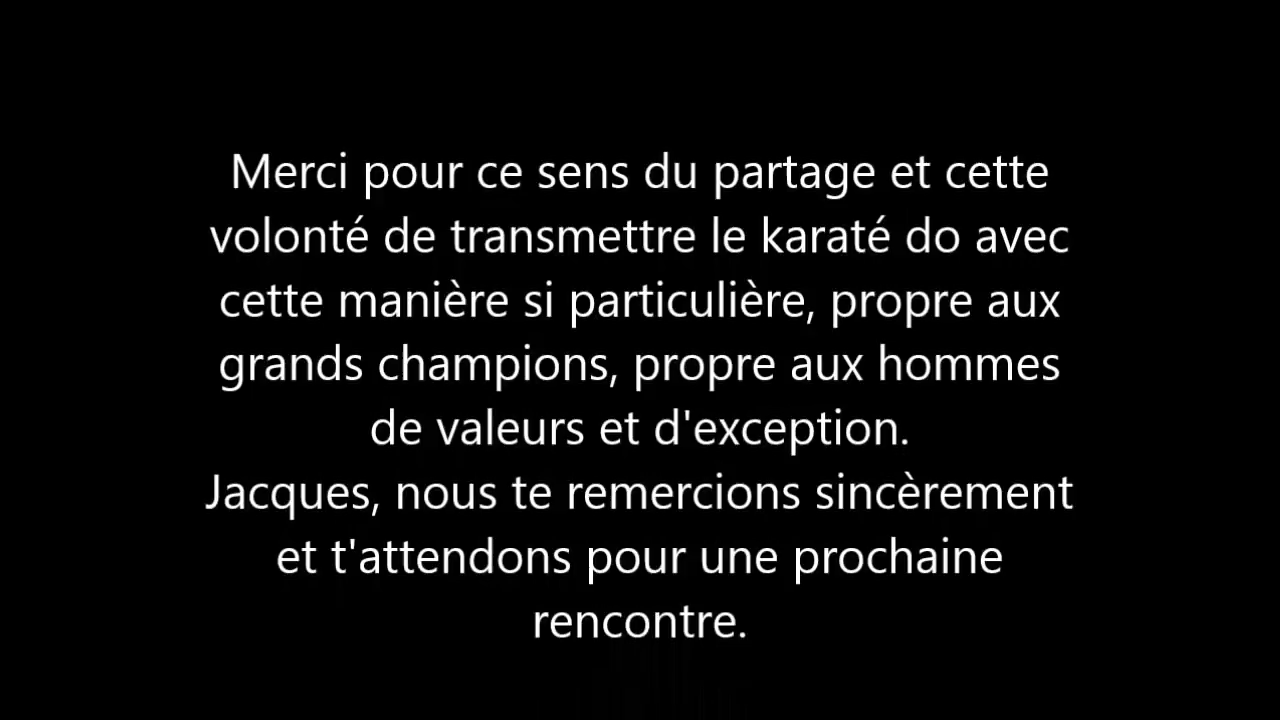 Merci pour ce sens du partage et cette
volonté de transmettre le karaté do avec
cette manière si particulière, propre aux
grands champions, propre aux hommes
de valeurs et d'exception.
Jacques, nous te remercions sincèrement
et t'attendons pour une prochaine
rencontre.